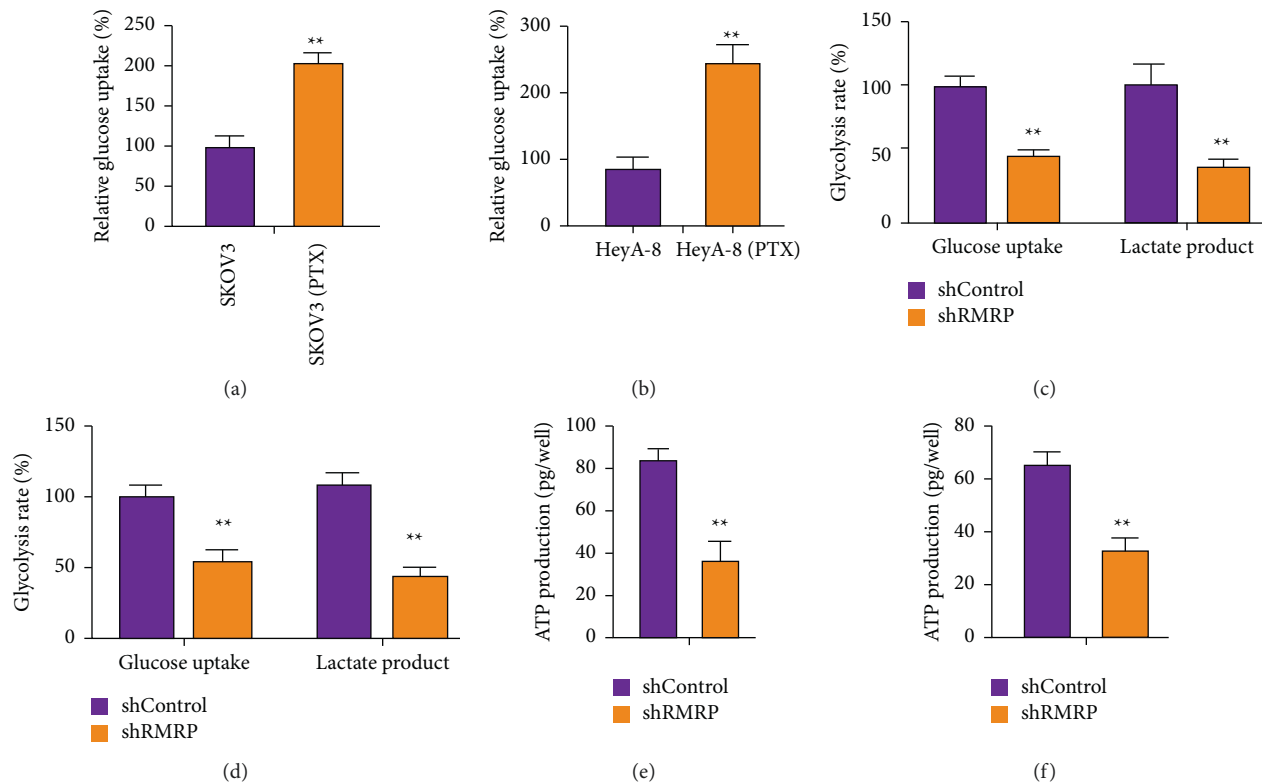 Relative glucose uptake (%)
250
200
150
100
50
0
**
SKOV3
SKOV3 (PTX)
(a)
Relative glucose uptake (%)
300
200
100
0
**
HeyA-8
HeyA-8 (PTX)
(b)
Glycolysis rate (%)
150
100
50
0
**
**
Glucose uptake
Lactate product
shControl
shRMRP
(c)
Glycolysis rate (%)
150
100
50
0
**
**
Glucose uptake
Lactate product
shControl
shRMRP
(d)
ATP production (pg/well)
100
80
60
40
20
0
**
shControl
shRMRP
(e)
ATP production (pg/well)
80
60
40
60
0
**
shControl
shRMRP
(f)